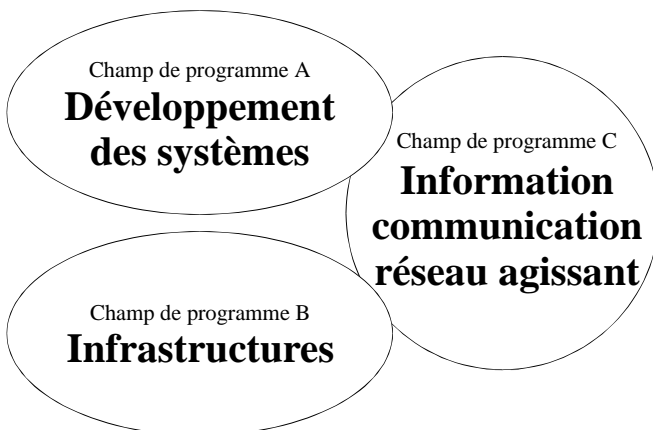 Champ de programme A
Développement
des systèmes
Champ de programme B
Infrastructures
Champ de programme C
Information
communication
réseau agissant